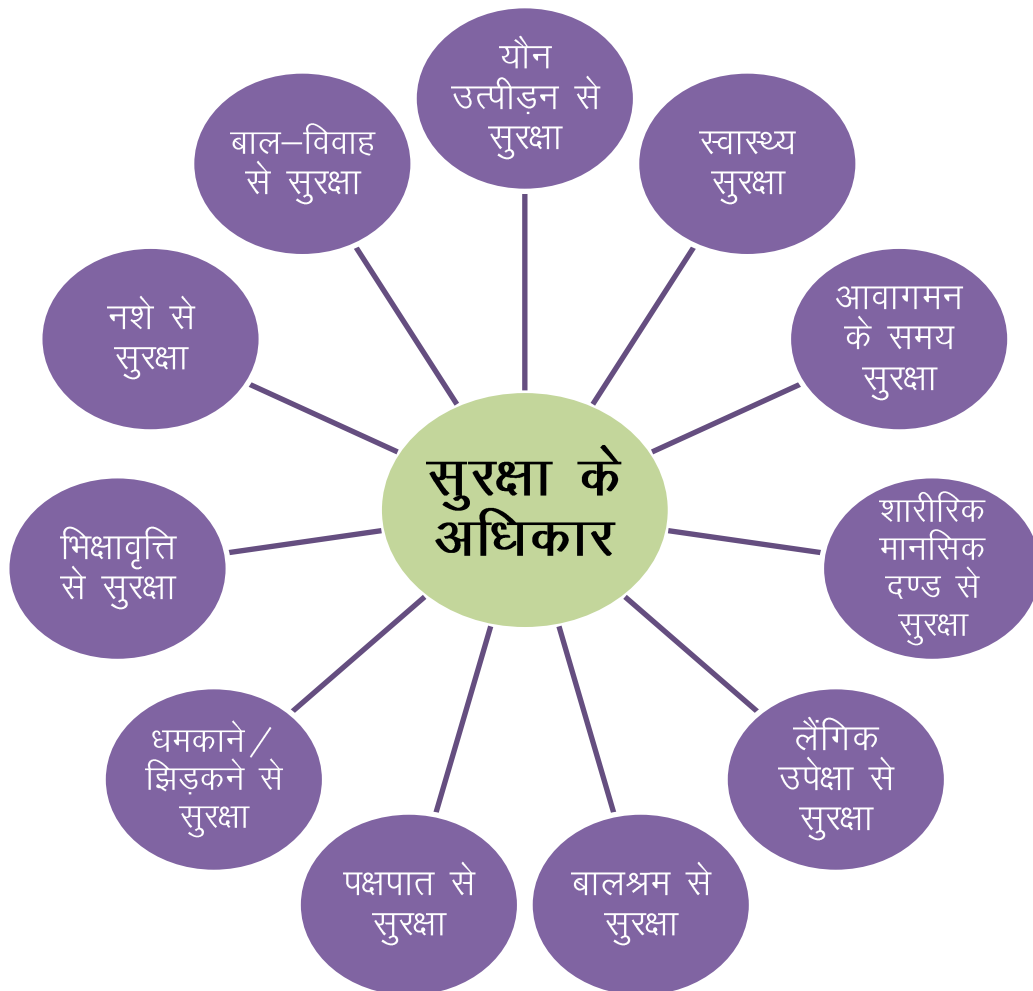 यौन
उत्पीड़न से
सुरक्षा
स्वास्थ्य
सुरक्षा
आवागमन
के समय
सुरक्षा
शारीरिक
मानसिक
दण्ड से
सुरक्षा
लैंगिक
उपेक्षा से
सुरक्षा
बालश्रम से
सुरक्षा
पक्षपात से
सुरक्षा
धमकाने/
झिड़कने से
सुरक्षा
भिक्षावृत्ति
से सुरक्षा
नशे से
सुरक्षा
बाल–विवाह
से सुरक्षा
सुरक्षा के
अधिकार